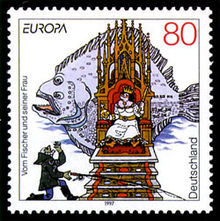 EUROPA
80
Vom Fischer und seiner Frau
Deutschland
1997